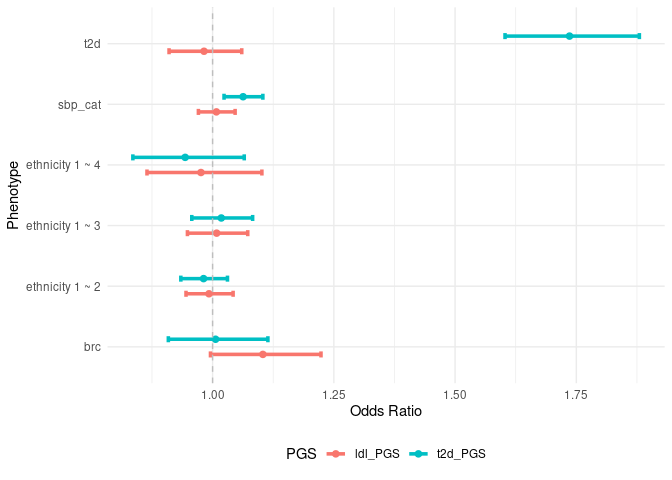 t2d
sbp_cat
ethnicity 1 ~ 4
ethnicity 1 ~ 3
ethnicity 1 ~ 2
brc
Phenotype
1.00 1.25 1.50 1.75
Odds Ratio
PGS ldl_PGS t2d_PGS